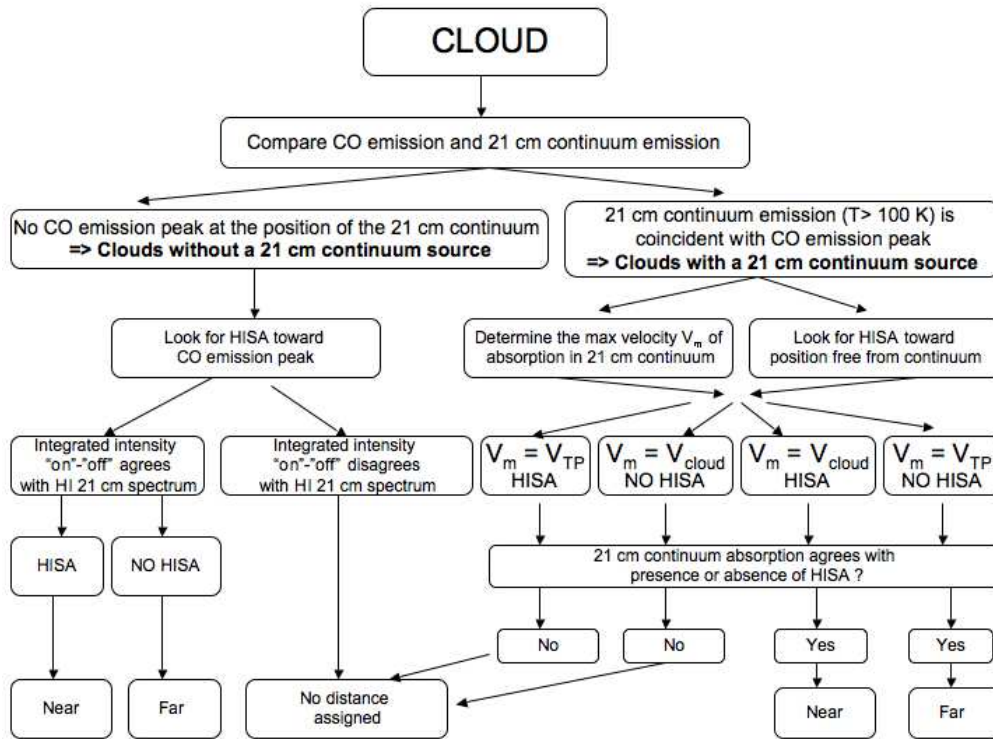 CLOUD
Compare CO emission and 21 cm continuum emission
No CO emission peak at the position of the 21 cm continuum
=> Clouds without a 21 cm continuum source
21 cm continuum emission (T> 100 K) is
coincident with CO emission peak
=> Clouds with a 21 cm continuum source
Look for HISA toward
CO emission peak
Determine the max velocity Vm of
absorption in 21 cm continuum
Look for HISA toward
position free from continuum
Integrated intensity
"on"-"off" agrees
with HI 21 cm spectrum
Integrated intensity
"on"-"off" disagrees
with HI 21 cm spectrum
Vm = VTP
HISA
Vm = Vcloud
NO HISA
Vm = Vcloud
HISA
Vm = VTP
NO HISA
HISA
NO HISA
21 cm continuum absorption agrees with
presence or absence of HISA ?
No
No
Yes
Yes
Near
Far
No distance
assigned
Near
Far